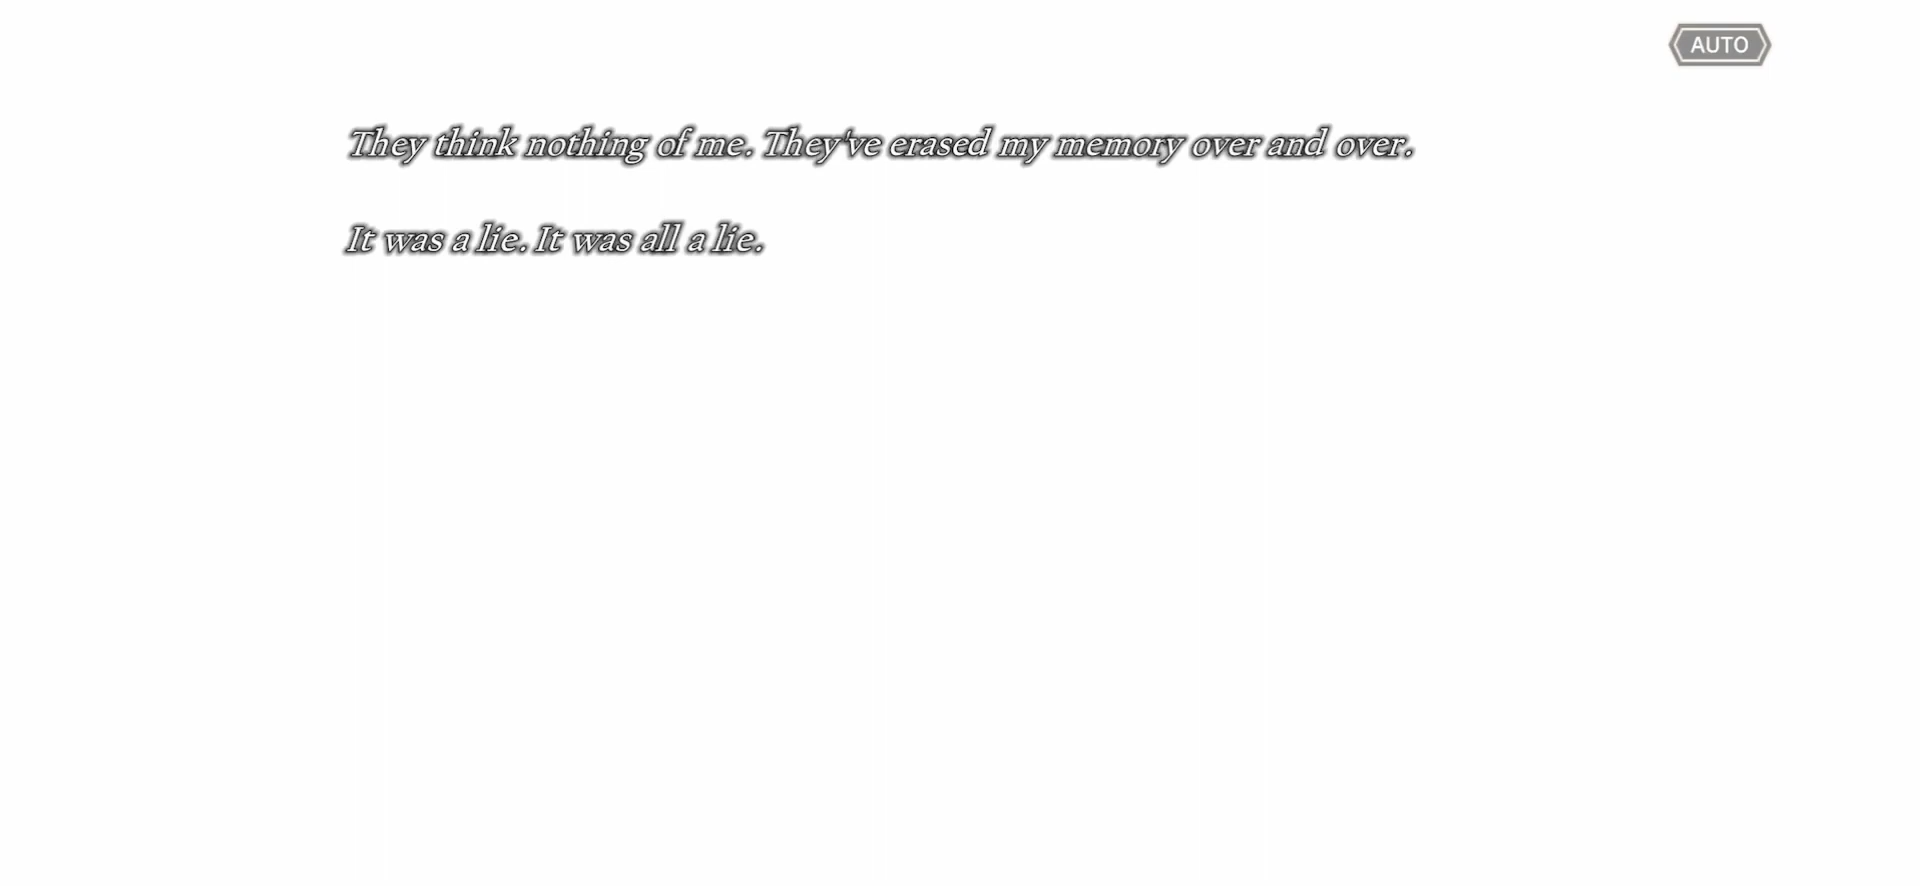 AUTO
They think nothing of me. They've erased my memory over and over.
It was a lie. It was all a lie.